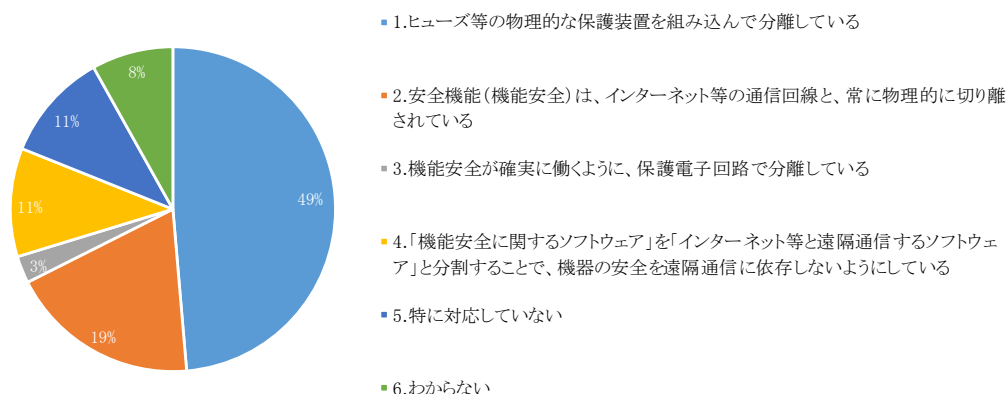 1.ヒューズ等の物理的な保護装置を組み込んで分離している
8%
2.安全機能(機能安全)は、インターネット等の通信回線と、常に物理的に切り離
されている
11%
3.機能安全が確実に働くように、保護電子回路で分離している
49%
11%
4.「機能安全に関するソフトウェア」を「インターネット等と遠隔通信するソフトウェ
ア」と分割することで、機器の安全を遠隔通信に依存しないようにしている
3%
5.特に対応していない
19%
6.わからない